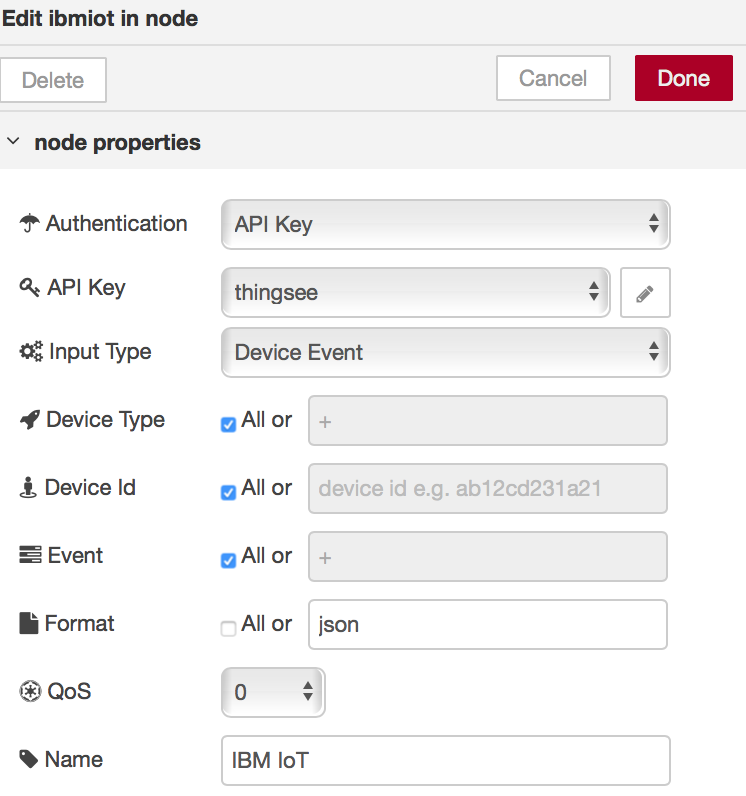 Edit ibmiot in node
Delete Cancel Done
node properties
Authentication API Key
API Key thingsee
Input Type Device Event
Device Type All or +
Device Id All or device id e.g. ab12cd231a21
Event All or +
Format All or json
QoS 0
Name IBM IoT